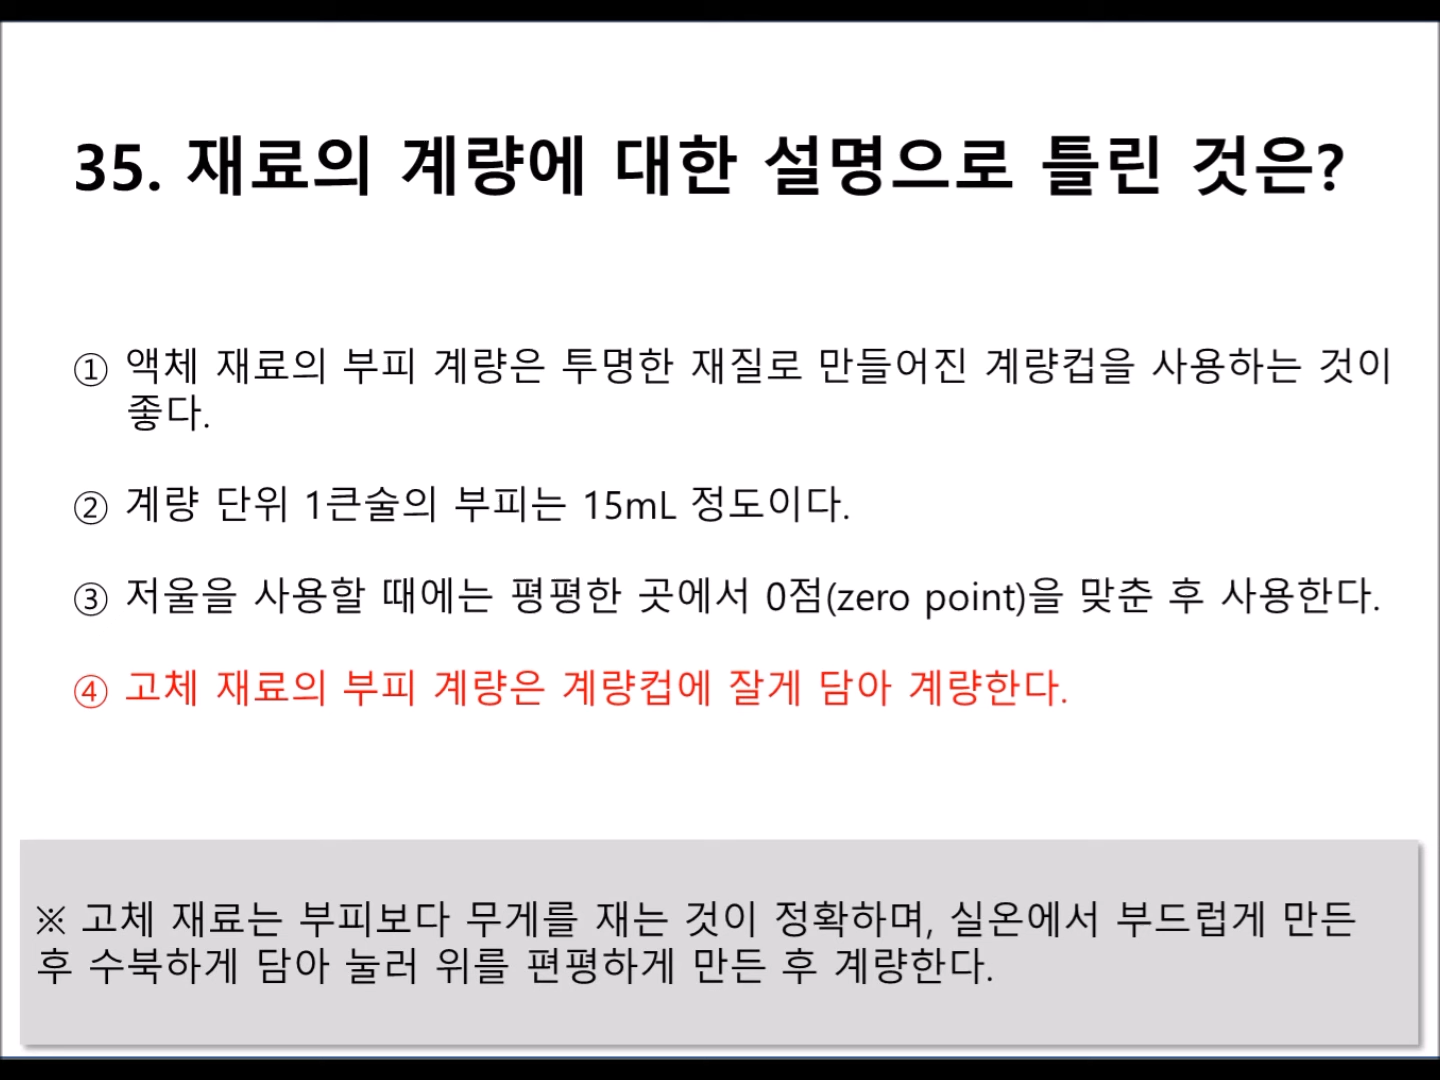 35. 재료의 계량에 대한 설명으로 틀린 것은?
① 액체 재료의 부피 계량은 투명한 재질로 만들어진 계량컵을 사용하는 것이
좋다.
② 계량 단위 1큰술의 부피는 15mL 정도이다.
③ 저울을 사용할 때에는 평평한 곳에서 0점(zero point)을 맞춘 후 사용한다.
④ 고체 재료의 부피 계량은 계량컵에 잘게 담아 계량한다.
※ 고체 재료는 부피보다 무게를 재는 것이 정확하며, 실온에서 부드럽게 만든
후 수북하게 담아 눌러 위를 편평하게 만든 후 계량한다.